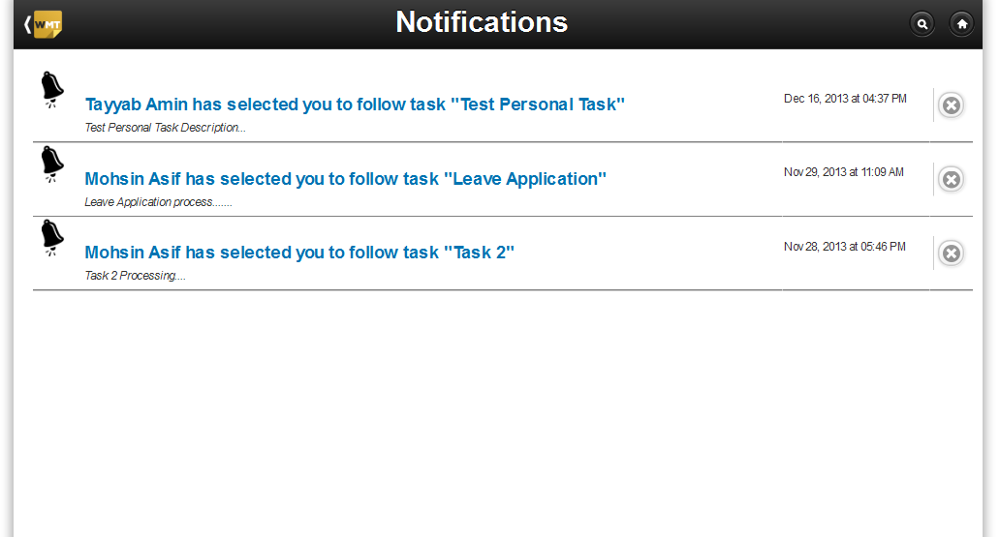 WMT
Notifications
Tayyab Amin has selected you to follow task "Test Personal Task"
Dec 16, 2013 at 04:37 PM
Test Personal Task Description...
Mohsin Asif has selected you to follow task "Leave Application"
Nov 29, 2013 at 11:09 AM
Leave Application process.......
Mohsin Asif has selected you to follow task "Task 2"
Nov 28, 2013 at 05:46 PM
Task 2 Processing....